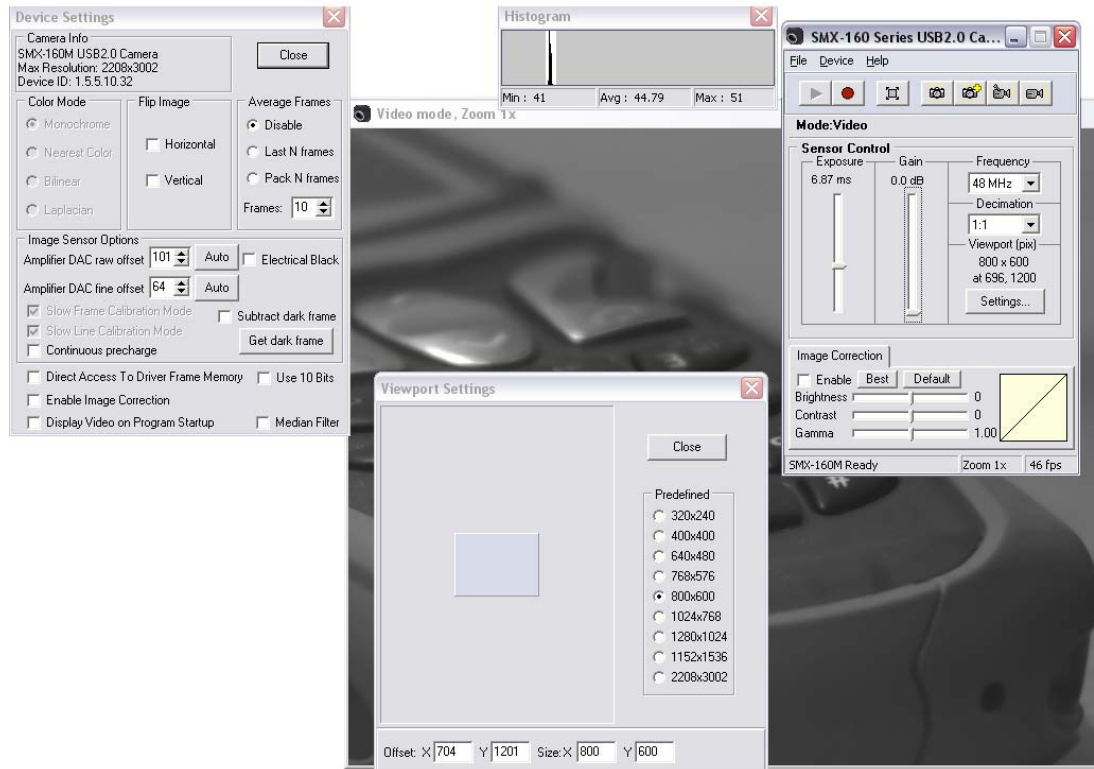 Device Settings
Camera Info
SMX-160M USB2.0 Camera
Max Resolution: 2208x3002
Device ID: 1.5.5.10.32
Close
Color Mode
Monochrome
Nearest Color
Bilinear
Laplacian
Flip Image
Horizontal
Vertical
Average Frames
Disable
Last N frames
Pack N frames
Frames: 10
Image Sensor Options
Amplifier DAC raw offset 101 Auto Electrical Black
Amplifier DAC fine offset 64 Auto
Slow Frame Calibration Mode
Subtract dark frame
Slow Line Calibration Mode
Get dark frame
Continuous precharge
Direct Access To Driver Frame Memory Use 10 Bits
Enable Image Correction
Display Video on Program Startup Median Filter
Histogram
Min : 41 Avg : 44.79 Max : 51
Video mode, Zoom 1x
3
#
SMX-160 Series USB2.0 Ca...
File Device Help
Mode:Video
Sensor Control
Exposure
6.87 ms
Gain
0.0 dB
Frequency
48 MHz
Decimation
1:1
Viewport (pix)
800 x 600
at 696, 1200
Settings...
Image Correction
Enable Best Default
Brightness 0
Contrast 0
Gamma 1.00
SMX-160M Ready Zoom 1x 46 fps
Viewport Settings
Close
Predefined
320x240
400x400
640x480
768x576
800x600
1024x768
1280x1024
1152x1536
2208x3002
Offset: X 704 Y 1201 Size: X 800 Y 600